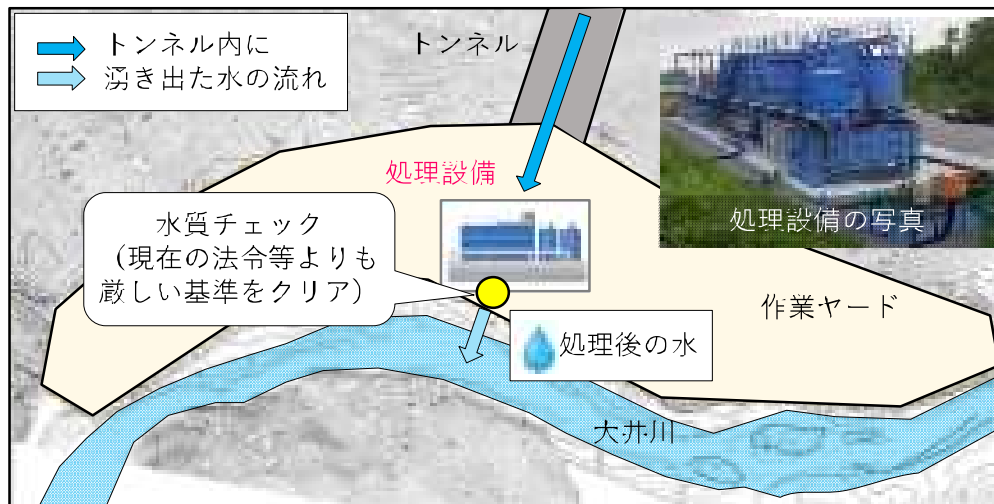 トンネル内に
湧き出た水の流れ
トンネル
処理設備
処理設備の写真
水質チェック
（現在の法令等よりも
厳しい基準をクリア）
作業ヤード
処理後の水
大井川